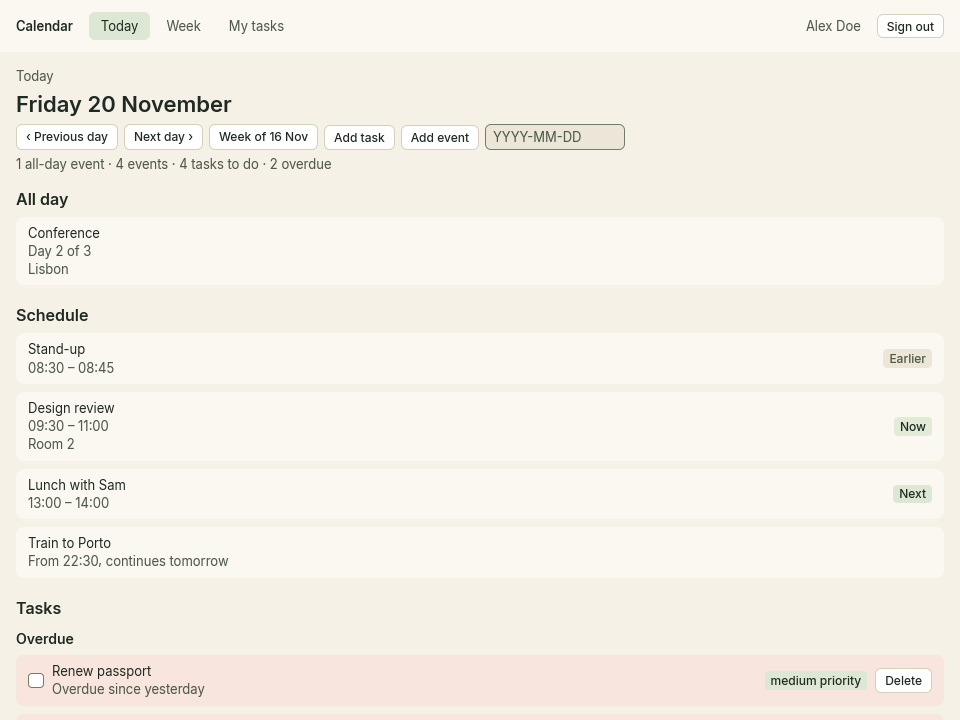 Calendar Today Week My tasks Alex Doe Sign out
Today
Friday 20 November
‹ Previous day Next day › Week of 16 Nov Add task Add event YYYY-MM-DD
1 all-day event · 4 events · 4 tasks to do · 2 overdue
All day
Conference
Day 2 of 3
Lisbon
Schedule
Stand-up
08:30 – 08:45
Earlier
Design review
09:30 – 11:00
Room 2
Now
Lunch with Sam
13:00 – 14:00
Next
Train to Porto
From 22:30, continues tomorrow
Tasks
Overdue
Renew passport
Overdue since yesterday
medium priority Delete